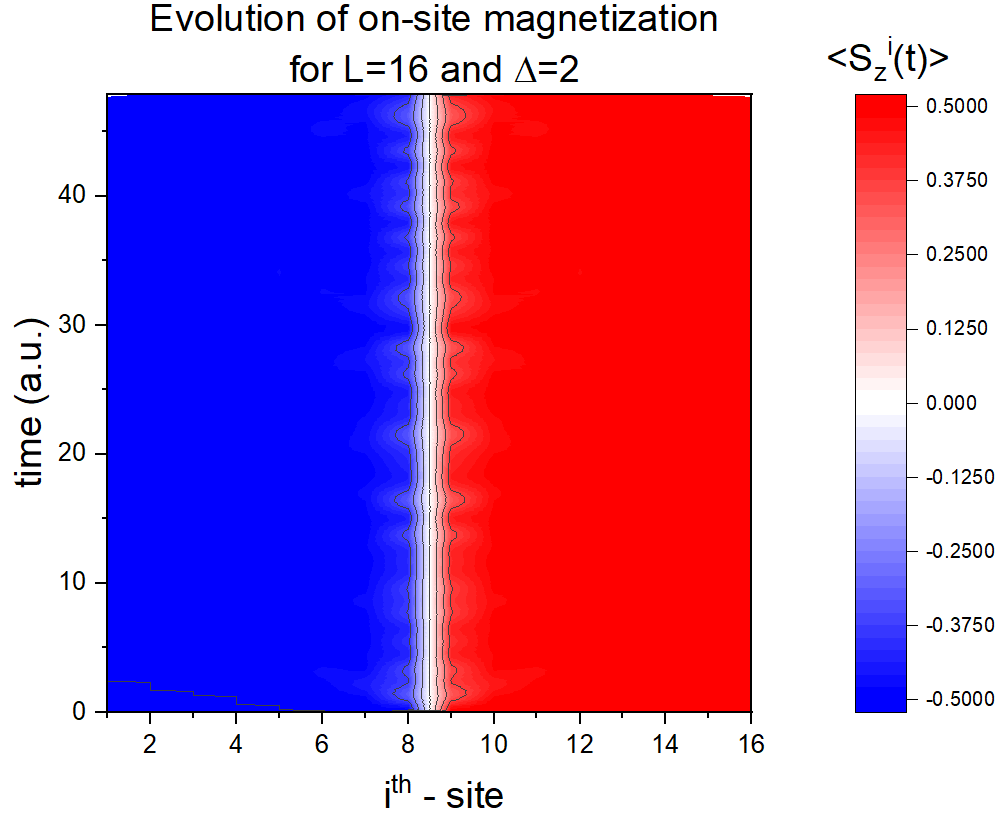 Evolution of on-site magnetization
for L=16 and Δ=2
<S_z^i(t)>
0.5000
0.3750
0.2500
0.1250
0.000
-0.1250
-0.2500
-0.3750
-0.5000
time (a.u.)
40
30
20
10
0
2 4 6 8 10 12 14 16
i^th - site